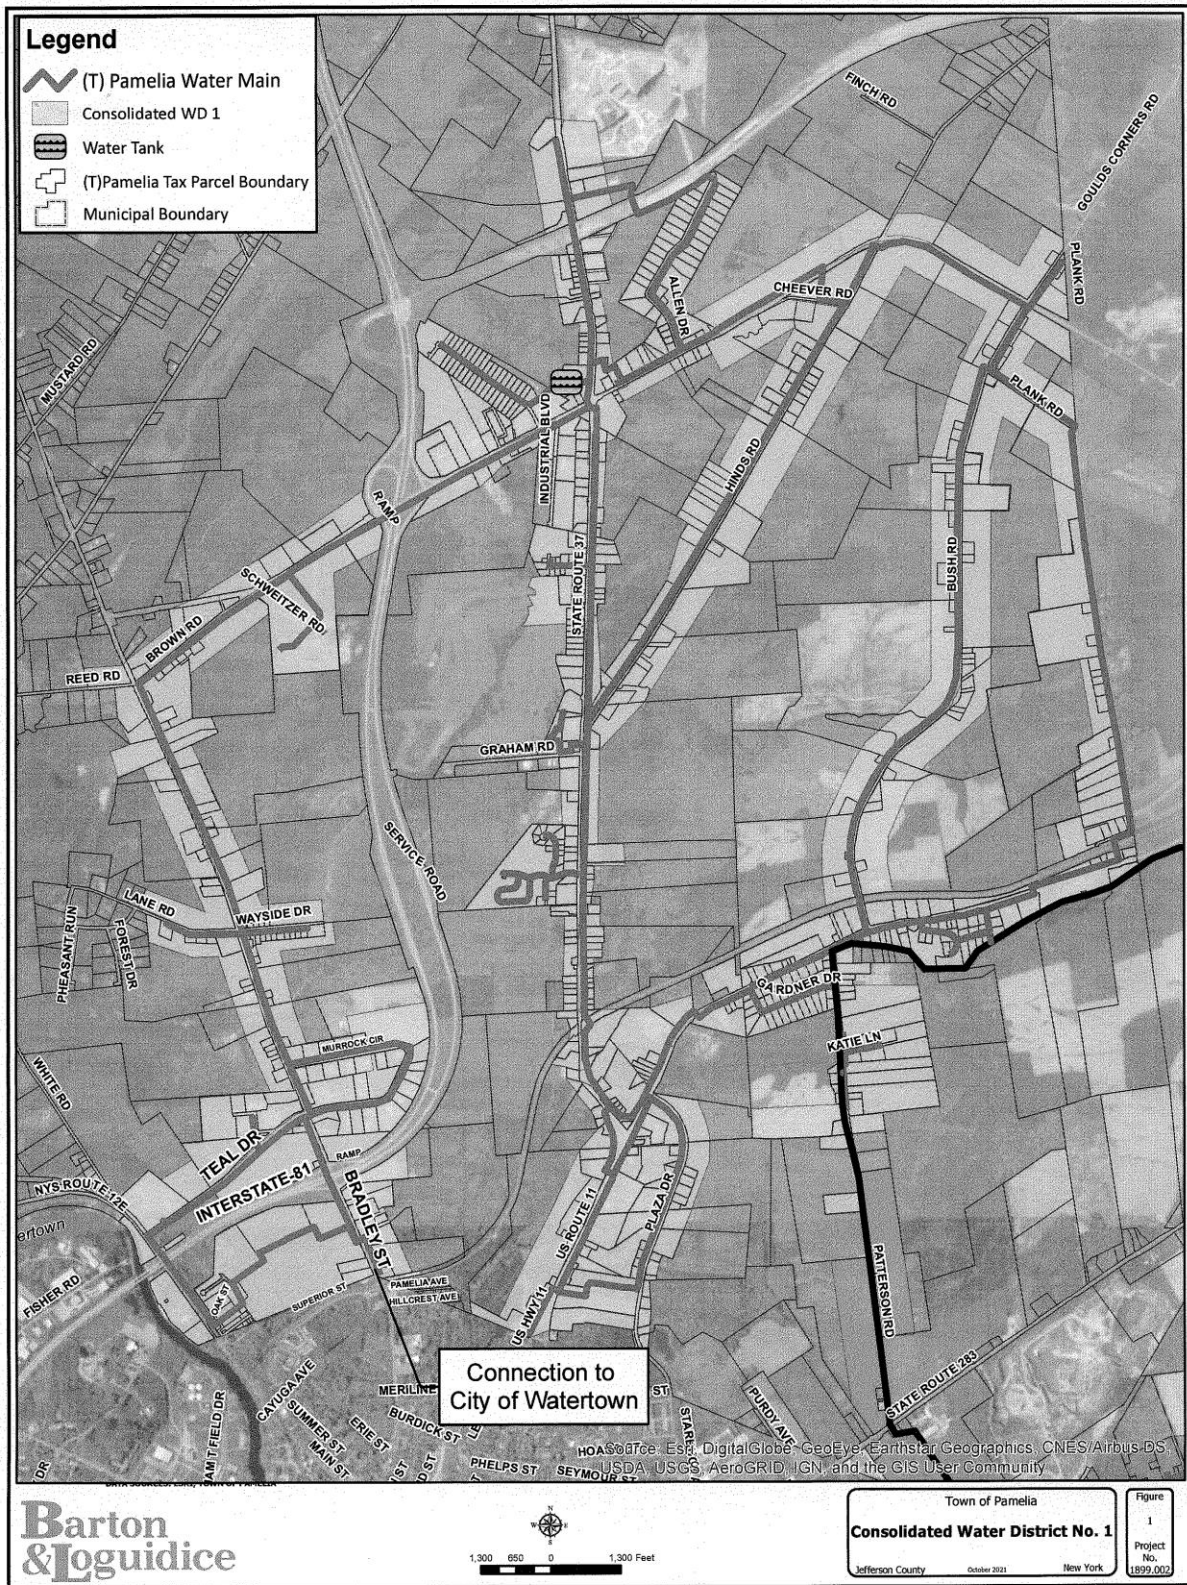 Legend
(T) Pamelia Water Main
Consolidated WD 1
Water Tank
(T)Pamelia Tax Parcel Boundary
Municipal Boundary
FINCH RD
GOULDS CORNERS RD
PLANK RD
ALLEN DR
CHEEVER RD
MUSTARD RD
PLANK RD
INDUSTRIAL BLVD
HINDS RD
RAMP
STATE ROUTE 37
BUSH RD
SCHWEITZER RD
BROWN RD
REED RD
GRAHAM RD
SERVICE ROAD
LANE RD
WAYSIDE DR
PHEASANT RUN
FOREST DR
GARDNER DR
KATIE LN
MURROCK CIR
WHITE RD
TEAL DR
RAMP
INTERSTATE-81
BRADLEY ST
NYS ROUTE 12E
ertown
US ROUTE 11
PLAZA DR
PATTERSON RD
FISHER RD
OAK ST
SUPERIOR ST
PAMELIA AVE
HILLCREST AVE
US HWY 11
STATE ROUTE 283
Connection to
City of Watertown
MERILINE
ST
CAYUGA AVE
SUMMER ST
MAIN ST
ERIE ST
BURDICK ST
PHELPS ST
SEYMOUR ST
PURDY AVE
Source: Esri, DigitalGlobe, GeoEye, Earthstar Geographics, CNES/Airbus DS,
USDA, USGS, AeroGRID, IGN, and the GIS User Community
Barton
&Loguidice
N
W E
S
1,300 650 0 1,300 Feet
Town of Pamelia
Consolidated Water District No. 1
Jefferson County October 2021 New York
Figure
1
Project
No.
1899.002